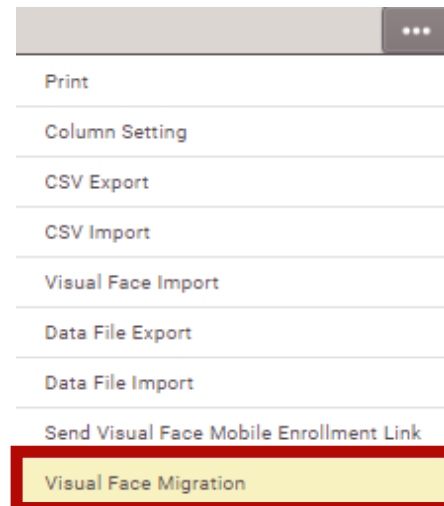 Print
Column Setting
CSV Export
CSV Import
Visual Face Import
Data File Export
Data File Import
Send Visual Face Mobile Enrollment Link
Visual Face Migration